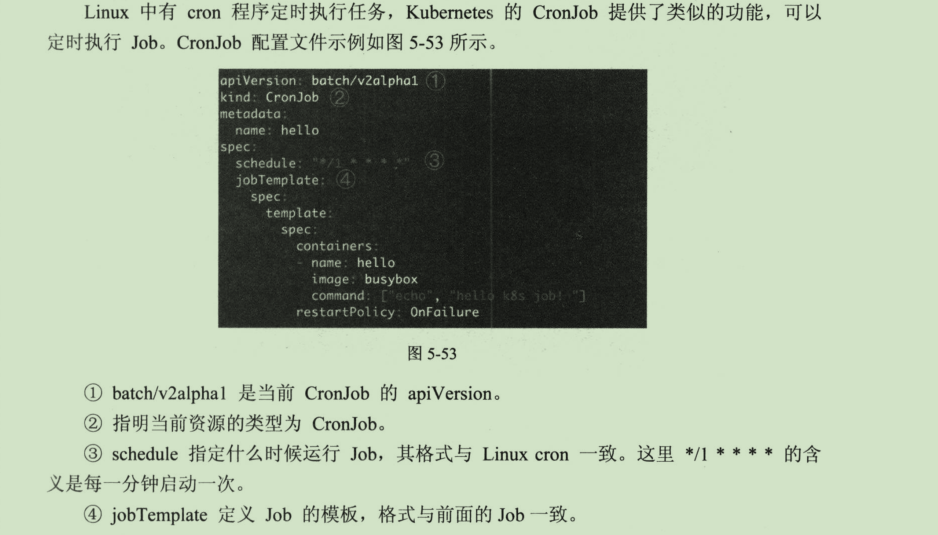 Linux 中有 cron 程序定时执行任务，Kubernetes 的 CronJob 提供了类似的功能，可以
定时执行 Job。CronJob 配置文件示例如图 5-53 所示。
apiVersion: batch/v2alpha1 ①
kind: CronJob ②
metadata:
  name: hello
spec:
  schedule: "*/1 * * * *" ③
  jobTemplate: ④
    spec:
      template:
        spec:
          containers:
          - name: hello
            image: busybox
            command: ["echo", "hello k8s job! "]
          restartPolicy: OnFailure
图 5-53
① batch/v2alpha1 是当前 CronJob 的 apiVersion。
② 指明当前资源的类型为 CronJob。
③ schedule 指定什么时候运行 Job，其格式与 Linux cron 一致。这里 */1 * * * * 的含
义是每一分钟启动一次。
④ jobTemplate 定义 Job 的模板，格式与前面的 Job 一致。